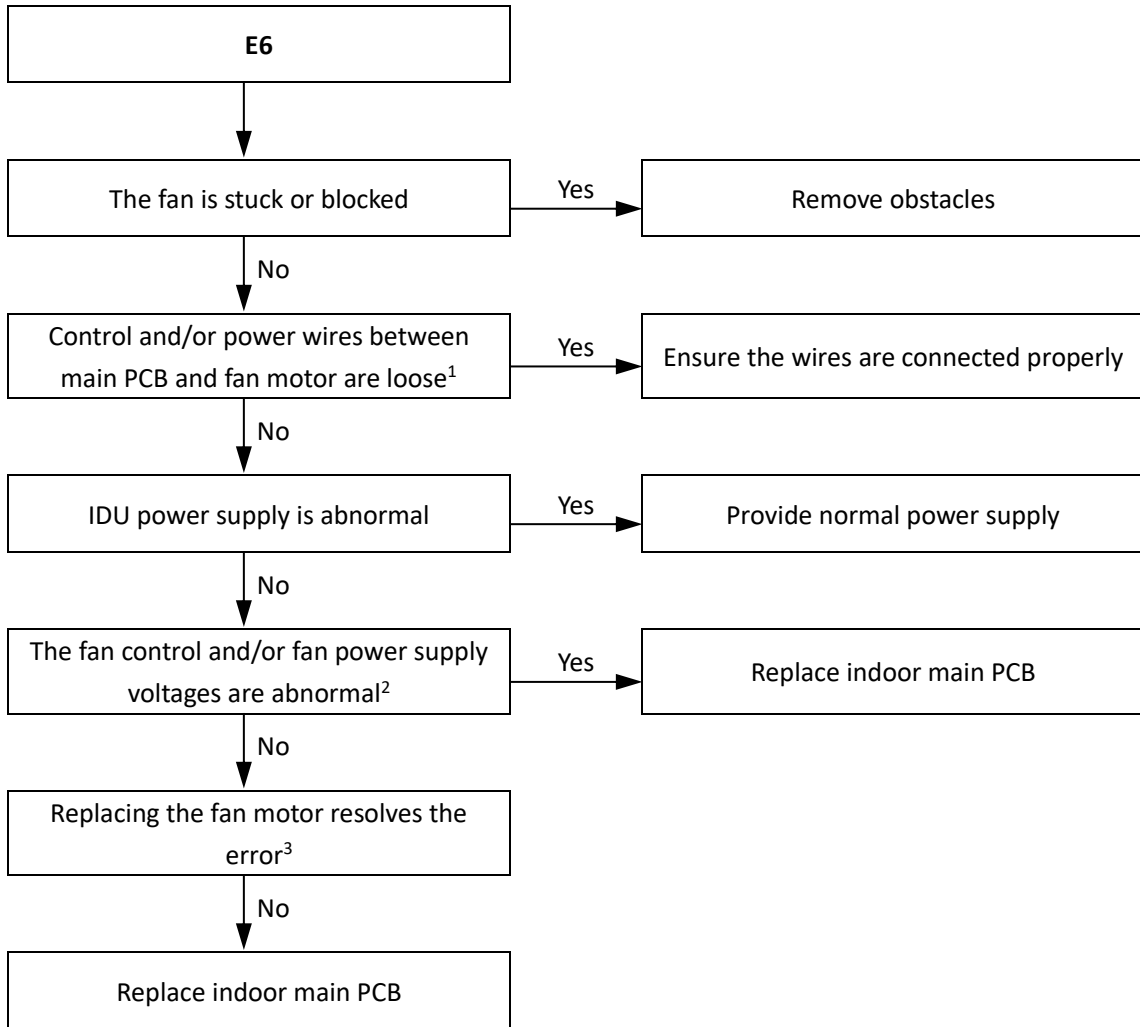 E6
The fan is stuck or blocked
Yes
Remove obstacles
No
Control and/or power wires between
main PCB and fan motor are loose¹
Yes
Ensure the wires are connected properly
No
IDU power supply is abnormal
Yes
Provide normal power supply
No
The fan control and/or fan power supply
voltages are abnormal²
Yes
Replace indoor main PCB
No
Replacing the fan motor resolves the
error³
No
Replace indoor main PCB